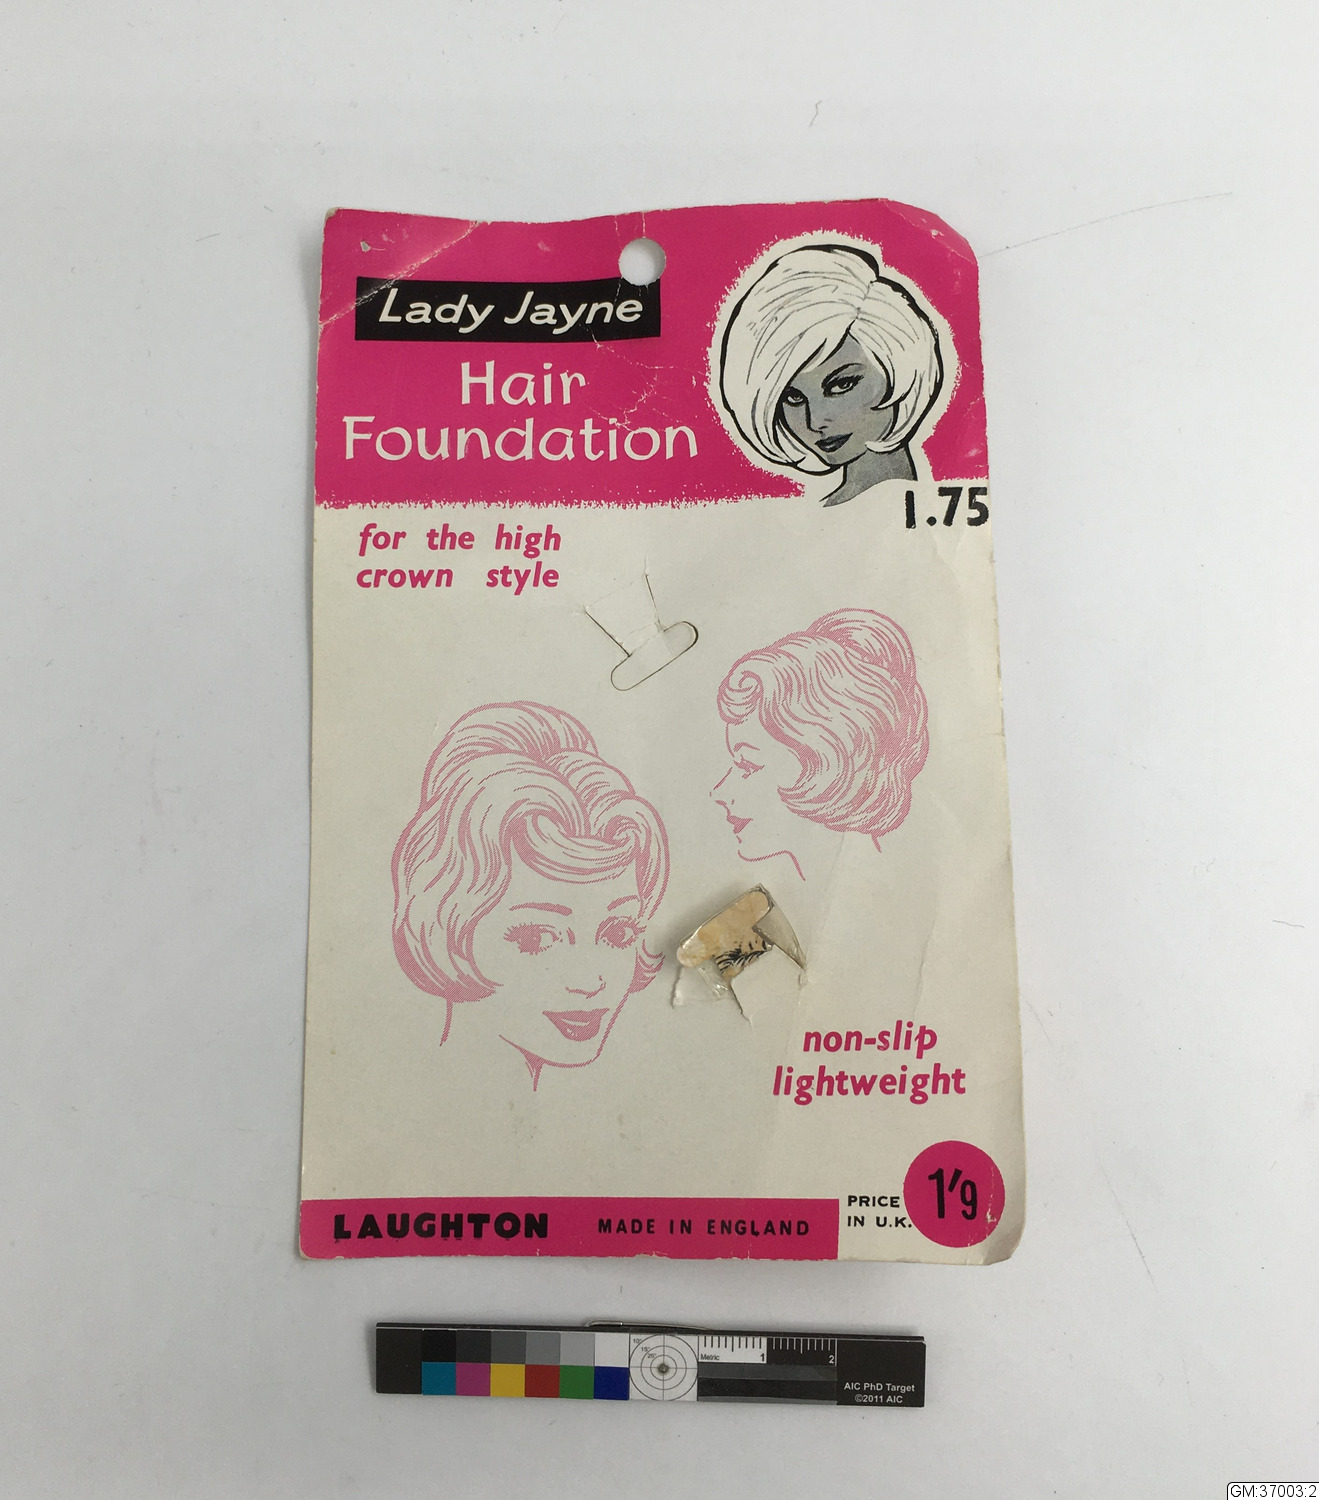 Lady Jayne
Hair
Foundation
1.75
for the high
crown style
non-slip
lightweight
LAUGHTON MADE IN ENGLAND
PRICE
IN U.K.
1'9
Metric 1 2
AIC PhD Target
©2011 AIC
GM:37003:2